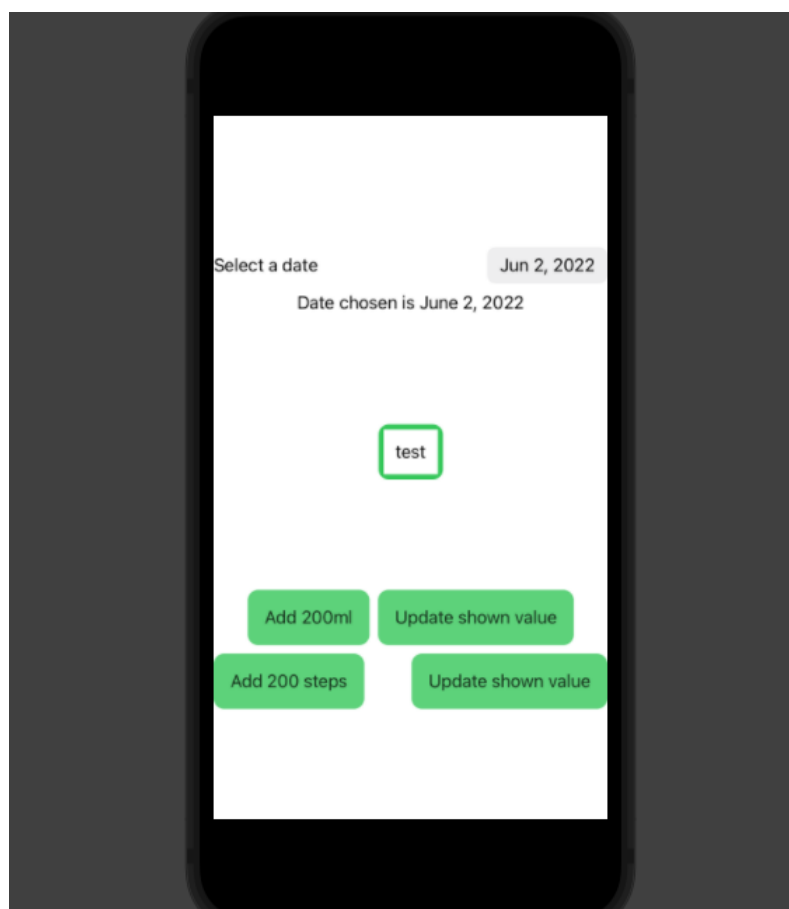 Select a date Jun 2, 2022
Date chosen is June 2, 2022
test
Add 200ml Update shown value
Add 200 steps Update shown value